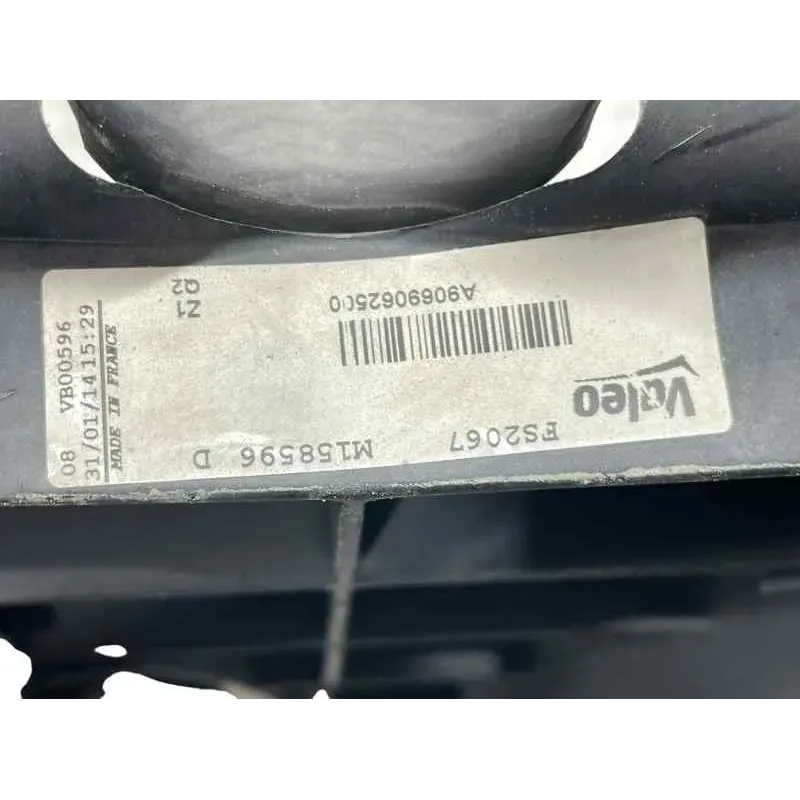 Valeo
FS2067
M158596 D
A9069062500
Z1
Q2
08 VB00596
31/01/14 15:29
MADE IN FRANCE